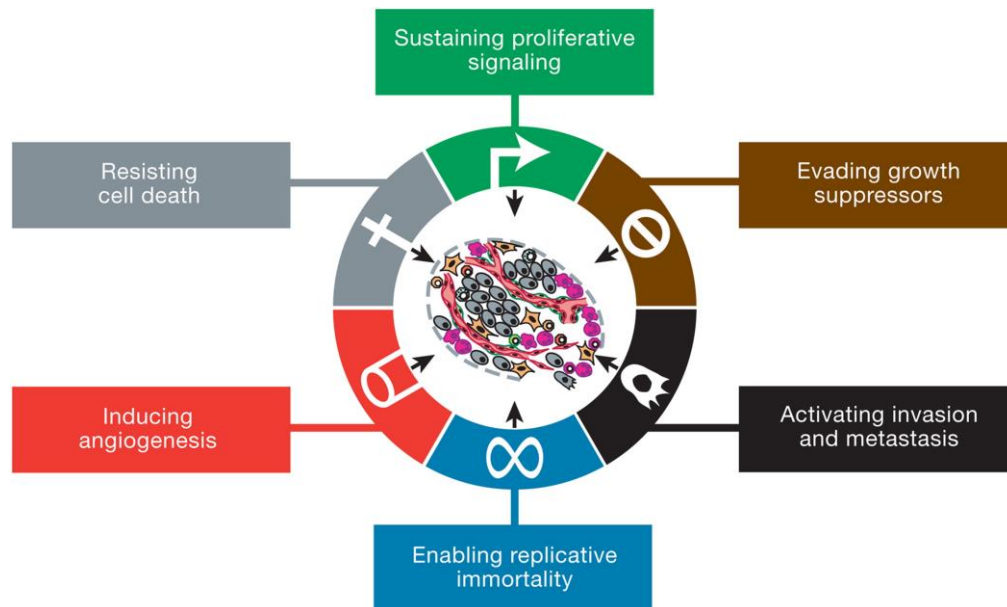 Sustaining proliferative
signaling
Resisting
cell death
Evading growth
suppressors
Inducing
angiogenesis
Activating invasion
and metastasis
Enabling replicative
immortality